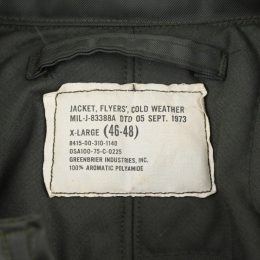 JACKET, FLYERS', COLD WEATHER
MIL-J-83388A DTD 05 SEPT. 1973
X-LARGE (46-48)
8415-00-310-1140
DSA100-75-C-0225
GREENBRIER INDUSTRIES, INC.
100% AROMATIC POLYAMIDE